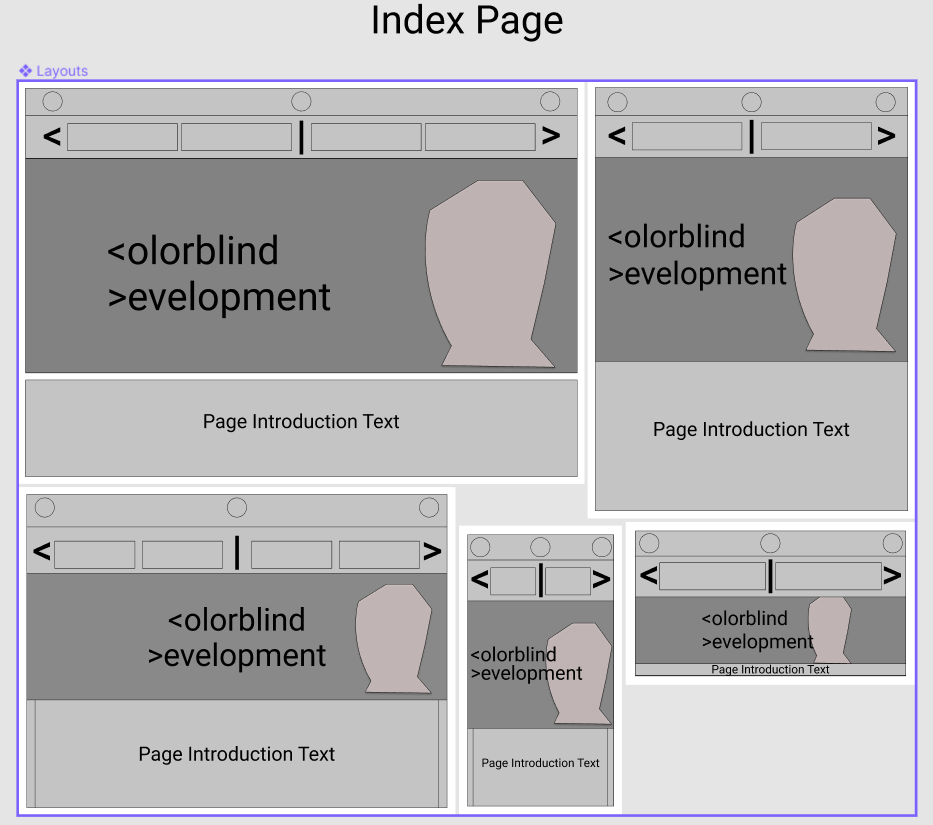 Index Page
Layouts
< | >
<olorblind
>evelopment
Page Introduction Text
< | >
<olorblind
>evelopment
Page Introduction Text
< | >
<olorblind
>evelopment
Page Introduction Text
< | >
<olorblind
>evelopment
Page Introduction Text
< | >
<olorblind
>evelopment
Page Introduction Text